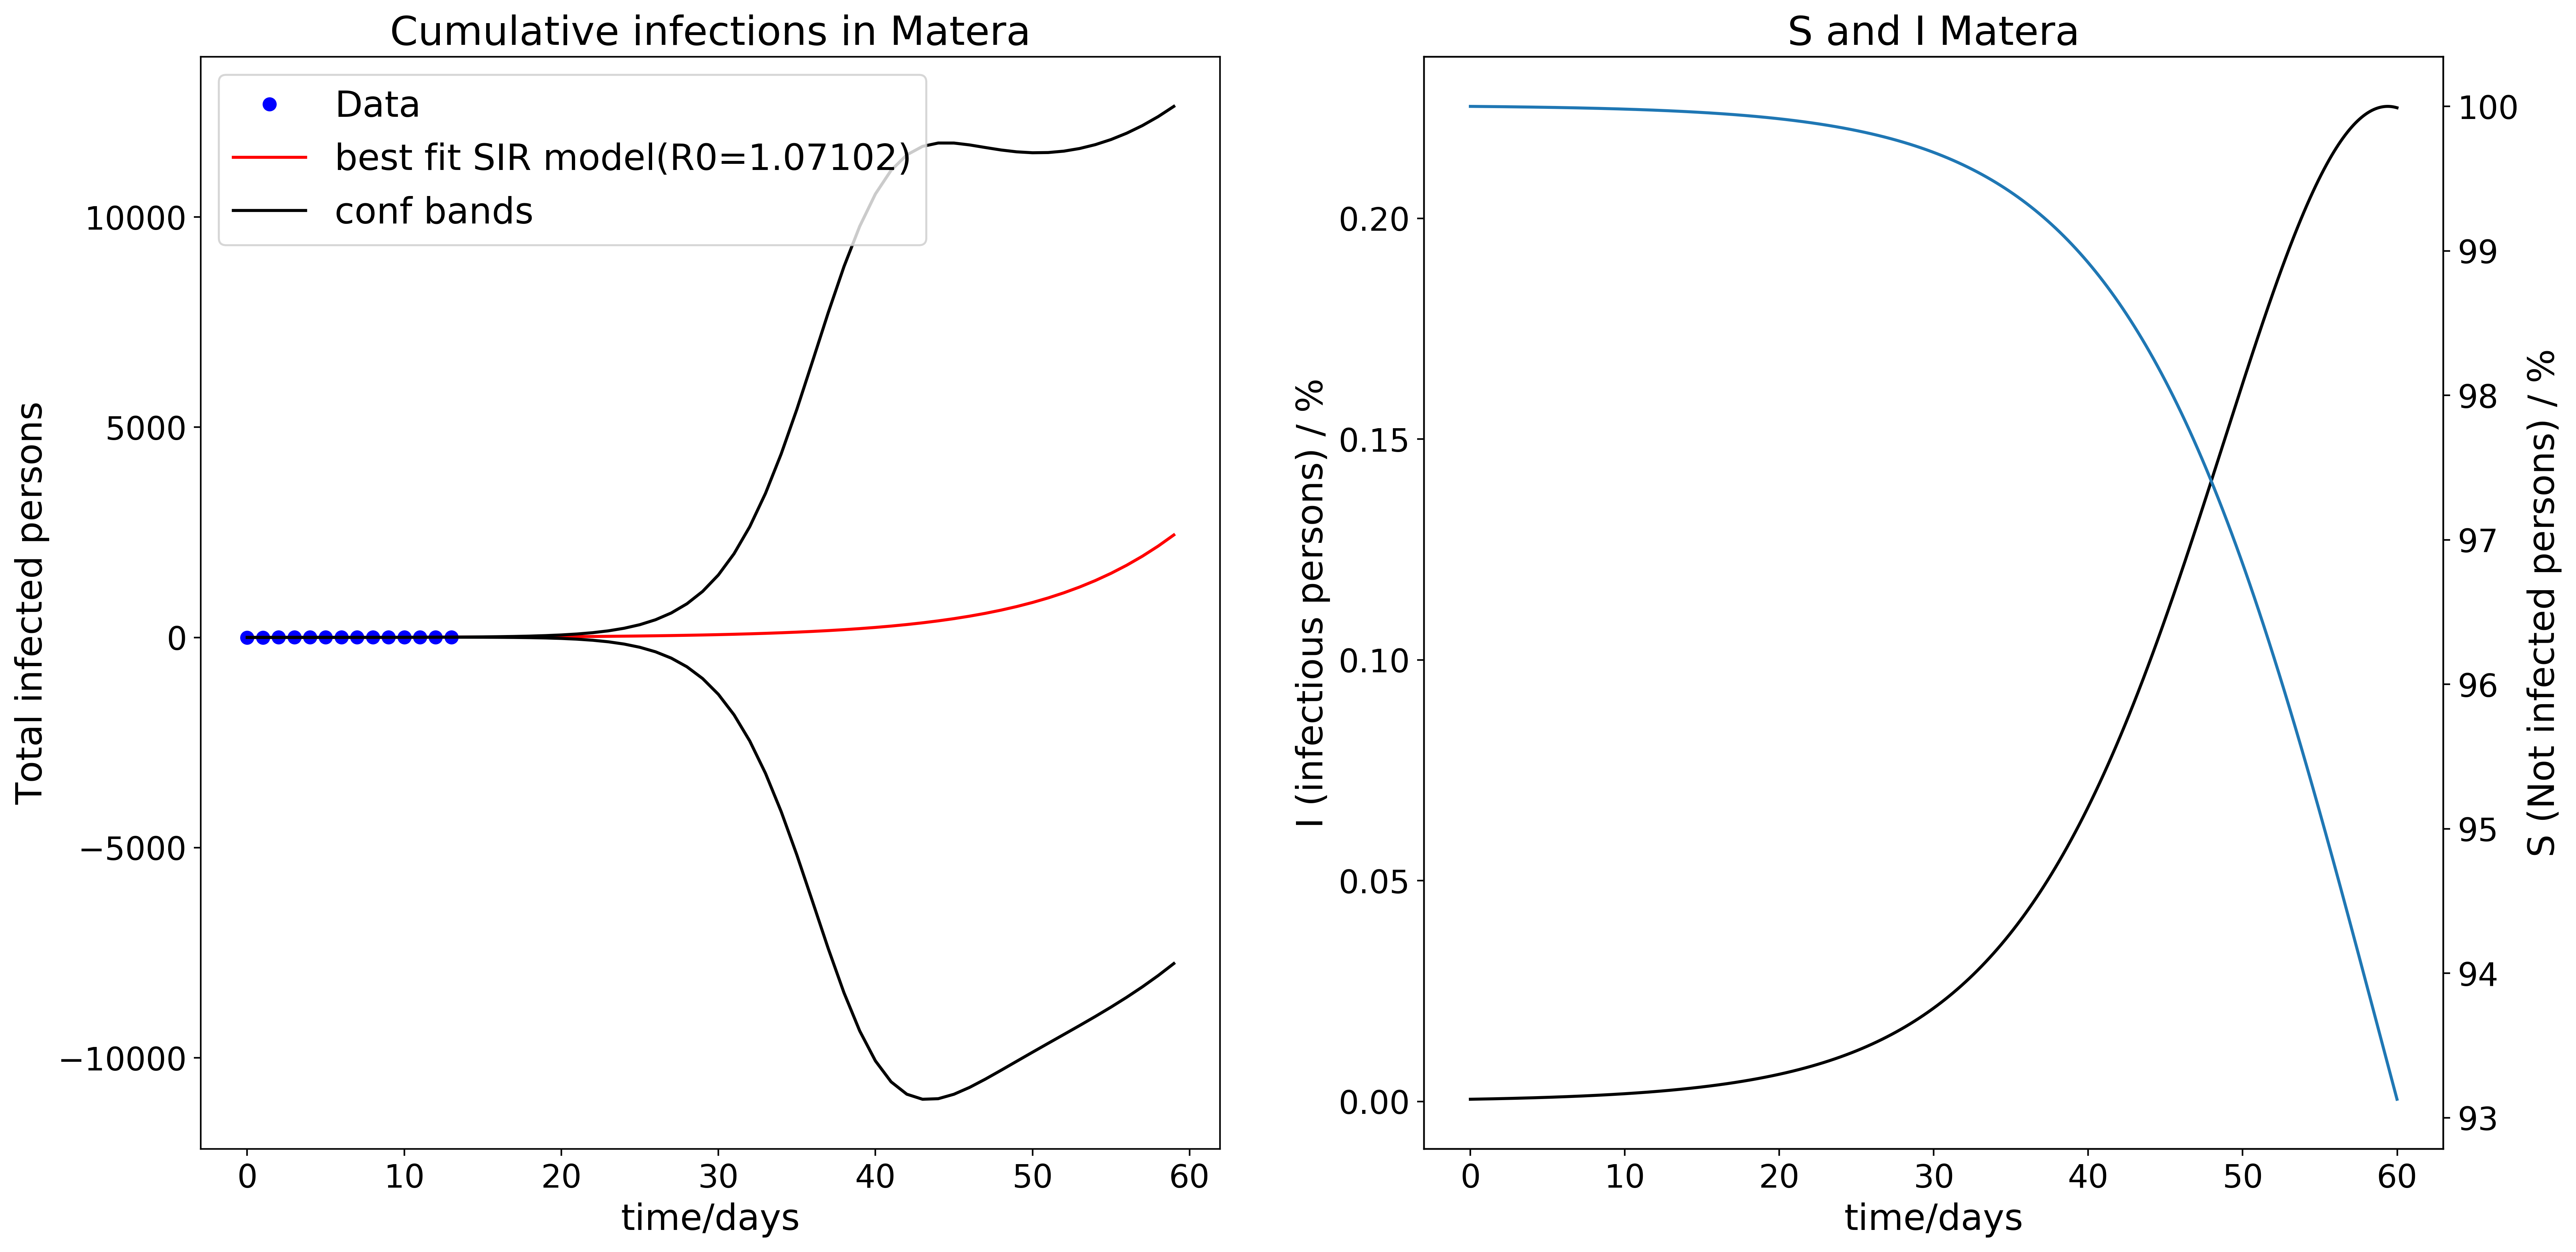 Cumulative infections in Matera
Data
best fit SIR model(R0=1.07102)
conf bands
Total infected persons
10000
5000
0
−5000
−10000
0 10 20 30 40 50 60
time/days
S and I Matera
I (infectious persons) / %
0.20
0.15
0.10
0.05
0.00
100
99
98
97
96
95
94
93
S (Not infected persons) / %
0 10 20 30 40 50 60
time/days